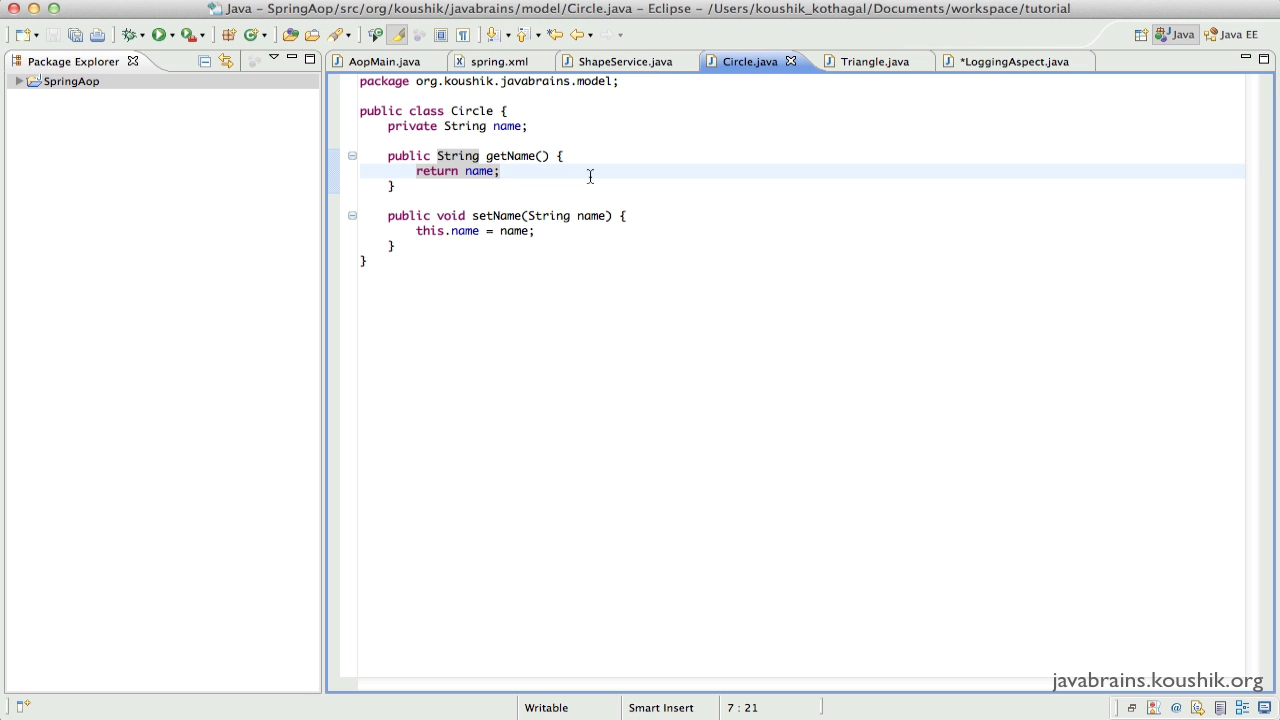 Java - SpringAop/src/org/koushik/javabrains/model/Circle.java - Eclipse - /Users/koushik_kothagal/Documents/workspace/tutorial
Java
Java EE
Package Explorer
AopMain.java
spring.xml
ShapeService.java
Circle.java
Triangle.java
*LoggingAspect.java
SpringAop
package org.koushik.javabrains.model;
public class Circle {
private String name;
public String getName() {
return name;
}
public void setName(String name) {
this.name = name;
}
}
javabrains.koushik.org
Writable
Smart Insert
7 : 21